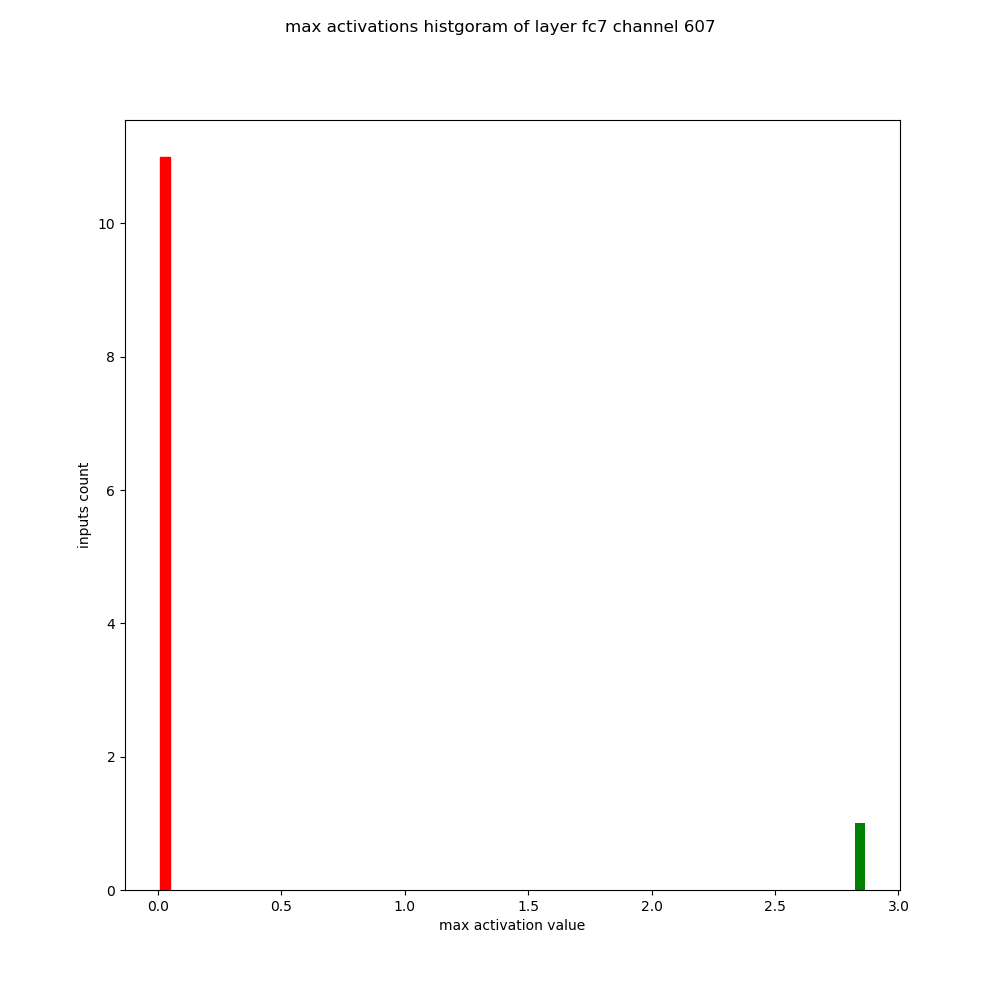 max activations histgoram of layer fc7 channel 607
10
8
6
4
2
0
inputs count
0.0 0.5 1.0 1.5 2.0 2.5 3.0
max activation value